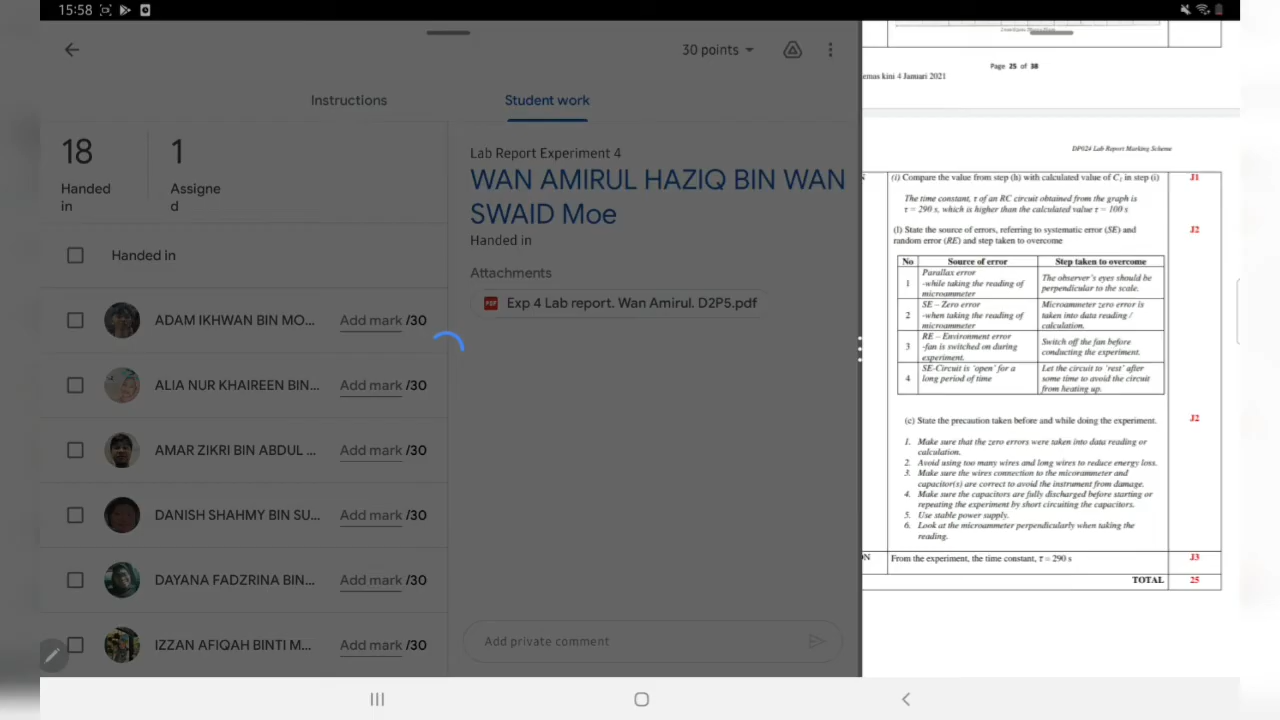 15:58
30 points
Instructions
Student work
18
Handed
in
1
Assigne
d
Handed in
ADAM IKHMAL BIN MO... Add mark /30
ALIA NUR KHAIREEN BIN... Add mark /30
AMAR ZIKRI BIN ABDUL ... Add mark /30
Add mark /30
DAYANA FADZRINA BIN... Add mark /30
IZZAN AFIQAH BINTI M... Add mark /30
Lab Report Experiment 4
WAN AMIRUL HAZIQ BIN WAN
SWAID Moe
Handed in
Attachments
PDF Exp 4 Lab report. Wan Amirul. D2P5.pdf
Add private comment
Page 25 of 38
emas kini 4 Januari 2021
DP024 Lab Report Marking Scheme
N (i) Compare the value from step (h) with calculated value of C₁ in step (i) J1
The time constant, τ of an RC circuit obtained from the graph is
τ = 290 s, which is higher than the calculated value τ = 100 s
(l) State the source of errors, referring to systematic error (SE) and J2
random error (RE) and step taken to overcome
No Source of error Step taken to overcome
1 Parallax error
-while taking the reading of
microammeter
The observer's eyes should be
perpendicular to the scale.
2 SE – Zero error
-when taking the reading of
microammeter
Microammeter zero error is
taken into data reading /
calculation.
3 RE – Environment error
-fan is switched on during
experiment.
Switch off the fan before
conducting the experiment.
4 SE-Circuit is 'open' for a
long period of time
Let the circuit to 'rest' after
some time to avoid the circuit
from heating up.
(c) State the precaution taken before and while doing the experiment. J2
1. Make sure that the zero errors were taken into data reading or
calculation.
2. Avoid using too many wires and long wires to reduce energy loss.
3. Make sure the wires connection to the micorammeter and
capacitor(s) are correct to avoid the instrument from damage.
4. Make sure the capacitors are fully discharged before starting or
repeating the experiment by short circuiting the capacitors.
5. Use stable power supply.
6. Look at the microammeter perpendicularly when taking the
reading.
ON From the experiment, the time constant, τ = 290 s J3
TOTAL 25